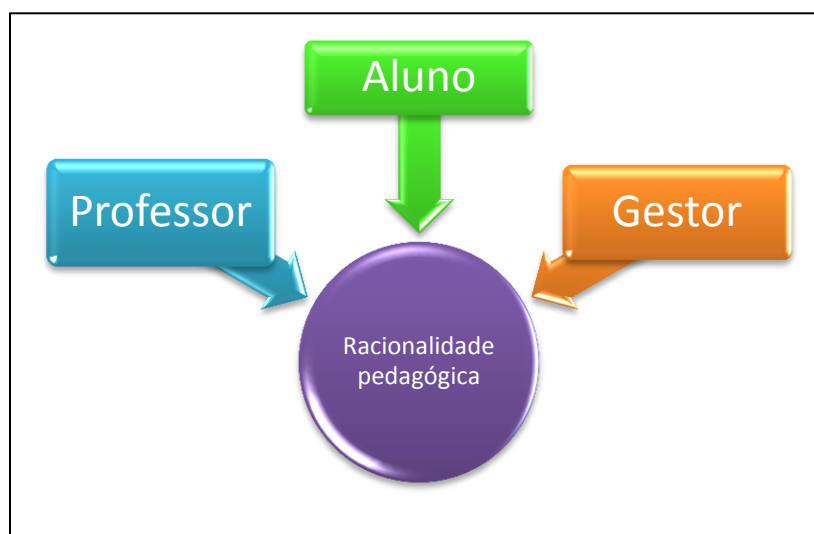 Aluno
Professor
Gestor
Racionalidade
pedagógica